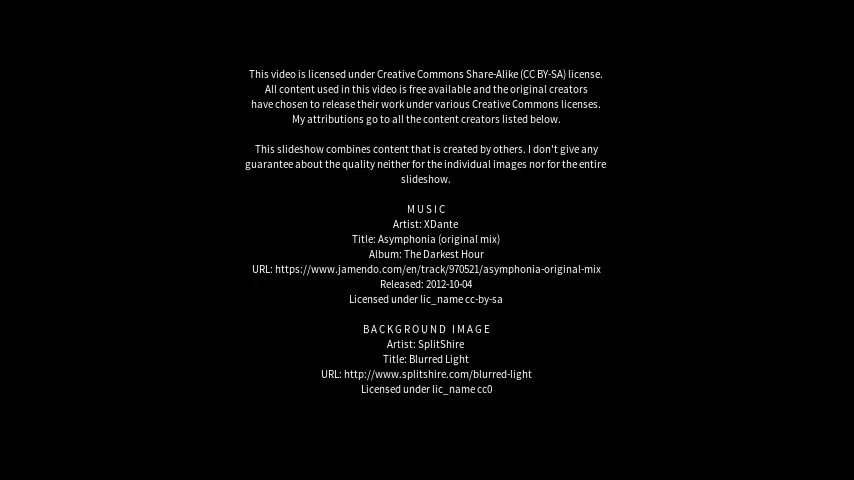 This video is licensed under Creative Commons Share-Alike (CC BY-SA) license.
All content used in this video is free available and the original creators
have chosen to release their work under various Creative Commons licenses.
My attributions go to all the content creators listed below.
This slideshow combines content that is created by others. I don't give any
guarantee about the quality neither for the individual images nor for the entire
slideshow.
MUSIC
Artist: XDante
Title: Asymphonia (original mix)
Album: The Darkest Hour
URL: https://www.jamendo.com/en/track/970521/asymphonia-original-mix
Released: 2012-10-04
Licensed under lic_name cc-by-sa
BACKGROUND IMAGE
Artist: SplitShire
Title: Blurred Light
URL: http://www.splitshire.com/blurred-light
Licensed under lic_name cc0